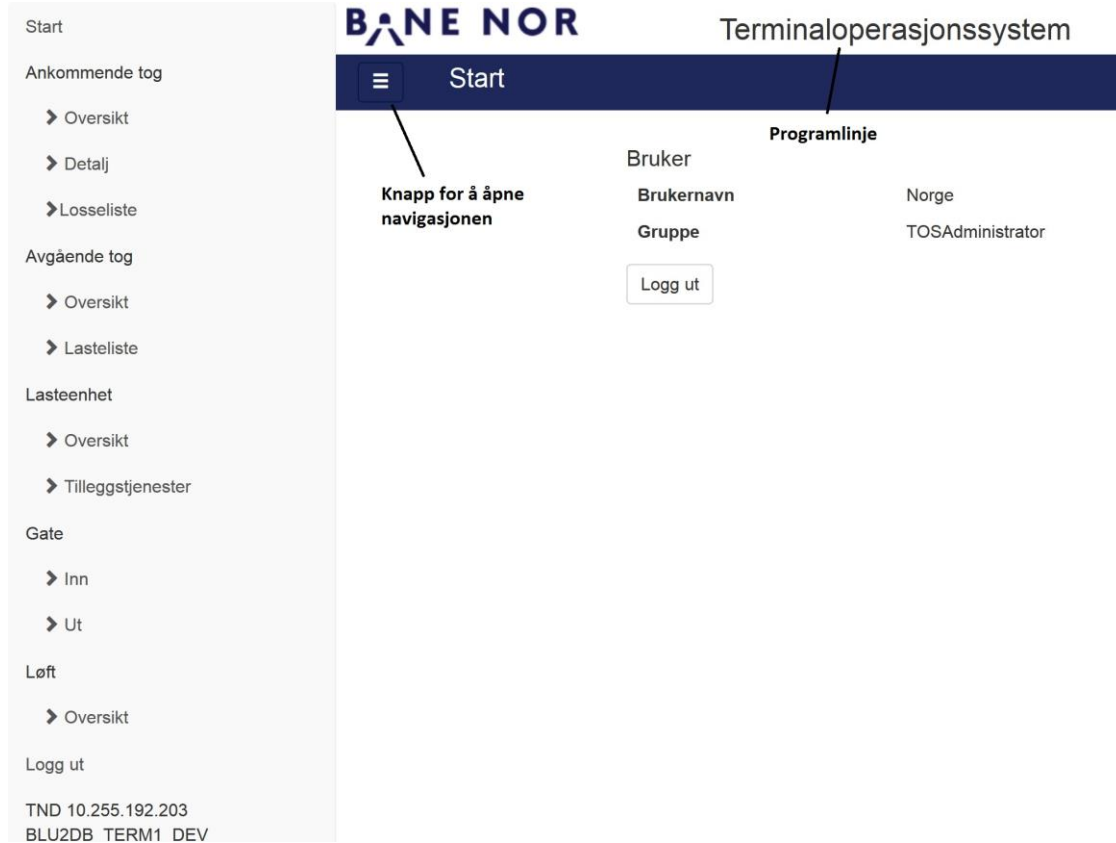 Start
Ankommende tog
Oversikt
Detalj
Losseliste
Avgående tog
Oversikt
Lasteliste
Lasteenhet
Oversikt
Tilleggstjenester
Gate
Inn
Ut
Løft
Oversikt
Logg ut
TND 10.255.192.203
BLU2DB_TERM1_DEV
BANE NOR
Terminaloperasjonssystem
Start
Programlinje
Knapp for å åpne
navigasjonen
Bruker
Brukernavn Norge
Gruppe TOSAdministrator
Logg ut